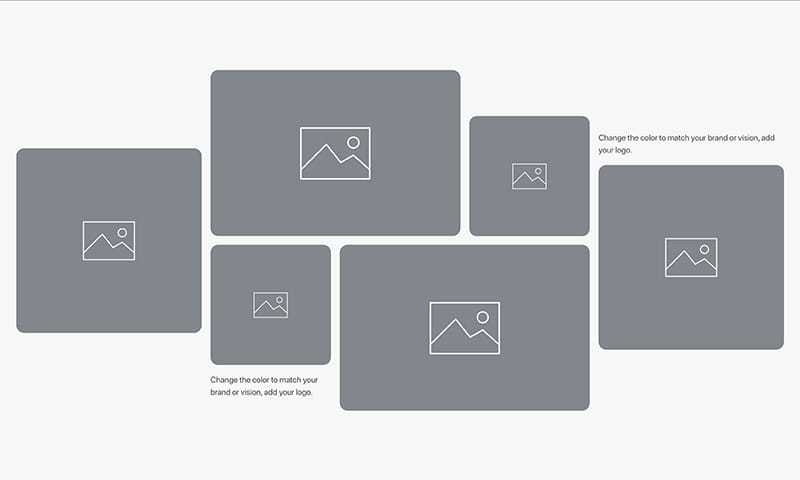 Change the color to match your brand or vision, add
your logo.
Change the color to match your
brand or vision, add your logo.